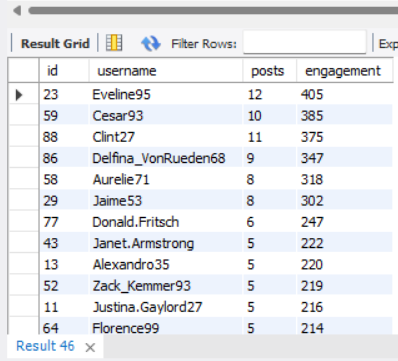 Result Grid Filter Rows: Exp
id username posts engagement
23 Eveline95 12 405
59 Cesar93 10 385
88 Clint27 11 375
86 Delfina_VonRueden68 9 347
58 Aurelie71 8 318
29 Jaime53 8 302
77 Donald.Fritsch 6 247
43 Janet.Armstrong 5 222
13 Alexandro35 5 220
52 Zack_Kemmer93 5 219
11 Justina.Gaylord27 5 216
64 Florence99 5 214
Result 46